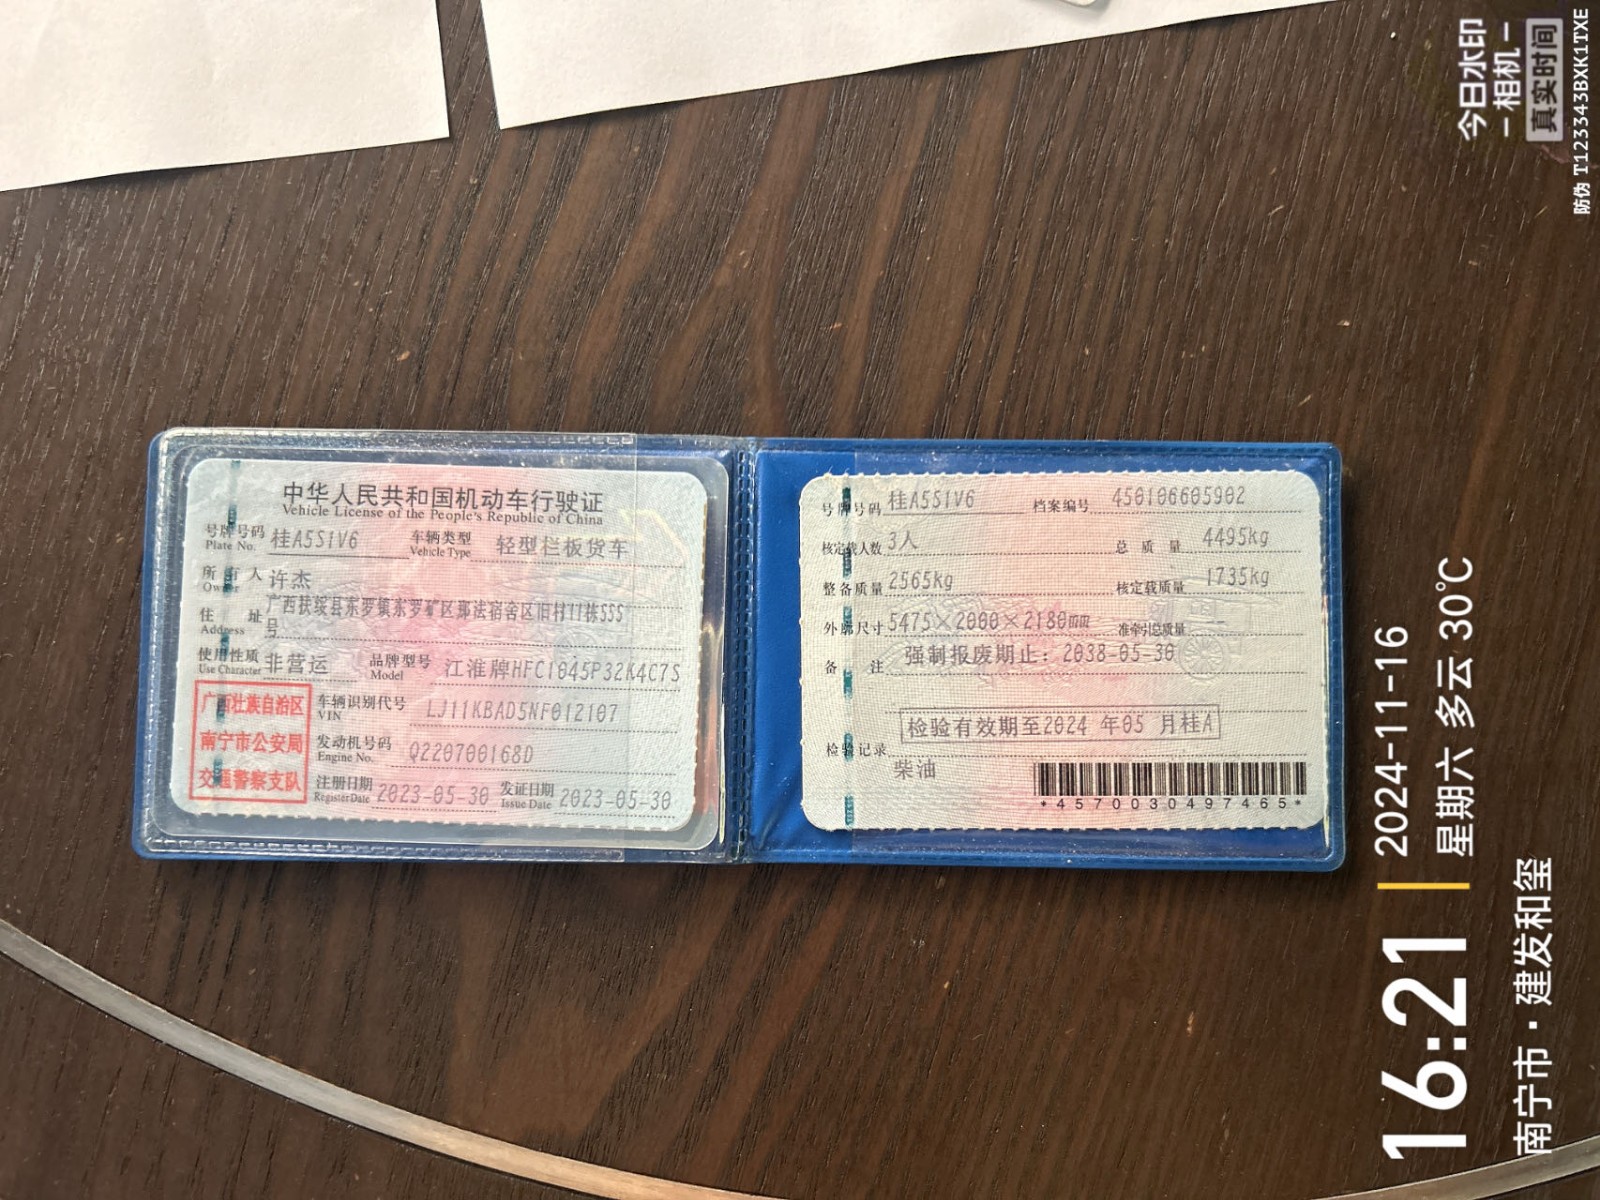 中华人民共和国机动车行驶证
Vehicle License of the People's Republic of China
号牌号码 桂A5S1V6 车辆类型 轻型栏板货车
Plate No. Vehicle Type
所有人 许杰
Owner
住址 广西扶绥县东罗镇东罗矿区那法宿舍区旧村11栋555
Address 号
使用性质 非营运 品牌型号 江淮牌HFC1045P32K4C7S
Use Character Model
广西壮族自治区
南宁市公安局
交通警察支队
车辆识别代号 LJ11KBAD5NF012107
VIN
发动机号码 Q220700168D
Engine No.
注册日期 2023-05-30 发证日期 2023-05-30
Register Date Issue Date
号牌号码 桂A5S1V6 档案编号 450106605902
核定载人数 3人 总质量 4495kg
整备质量 2565kg 核定载质量 1735kg
外廓尺寸 5475×2000×2180mm 准牵引总质量 --
备注 强制报废期止：2038-05-30
检验有效期至2024 年05 月桂A
检验记录
柴油
*4570030497465*
16:21
2024-11-16
星期六 多云 30℃
南宁市·建发和玺
今日水印
-相机-
真实时间
防伪 T123343BXK1TXE